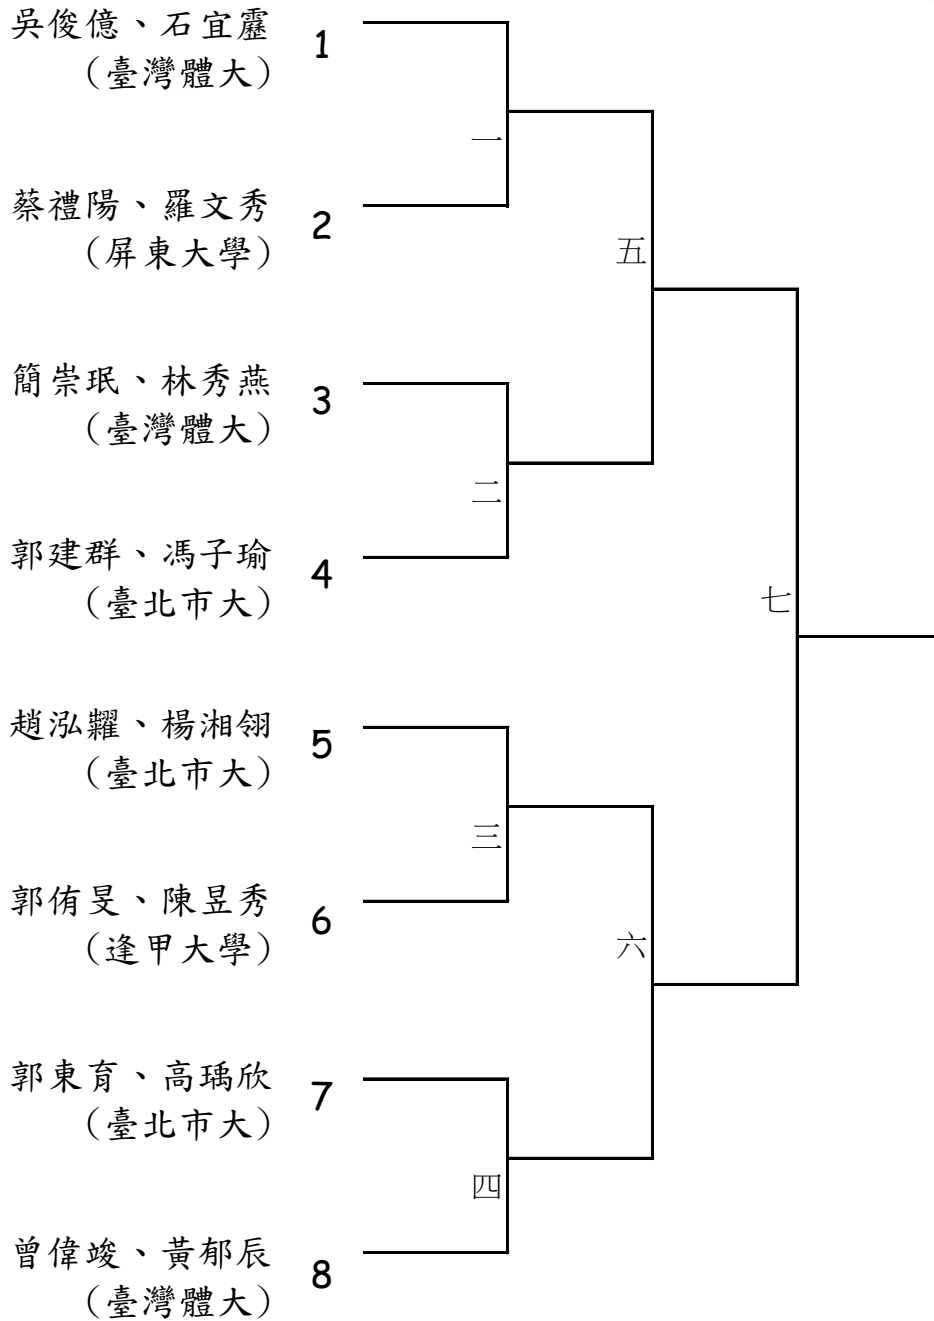 吳俊億、石宜靂 1
(臺灣體大)
一
蔡禮陽、羅文秀 2
(屏東大學)
五
簡崇珉、林秀燕 3
(臺灣體大)
二
郭建群、馮子瑜 4
(臺北市大)
七
趙泓糶、楊湘翎 5
(臺北市大)
三
郭侑旻、陳昱秀 6
(逢甲大學)
六
郭東育、高瑀欣 7
(臺北市大)
四
曾偉竣、黃郁辰 8
(臺灣體大)